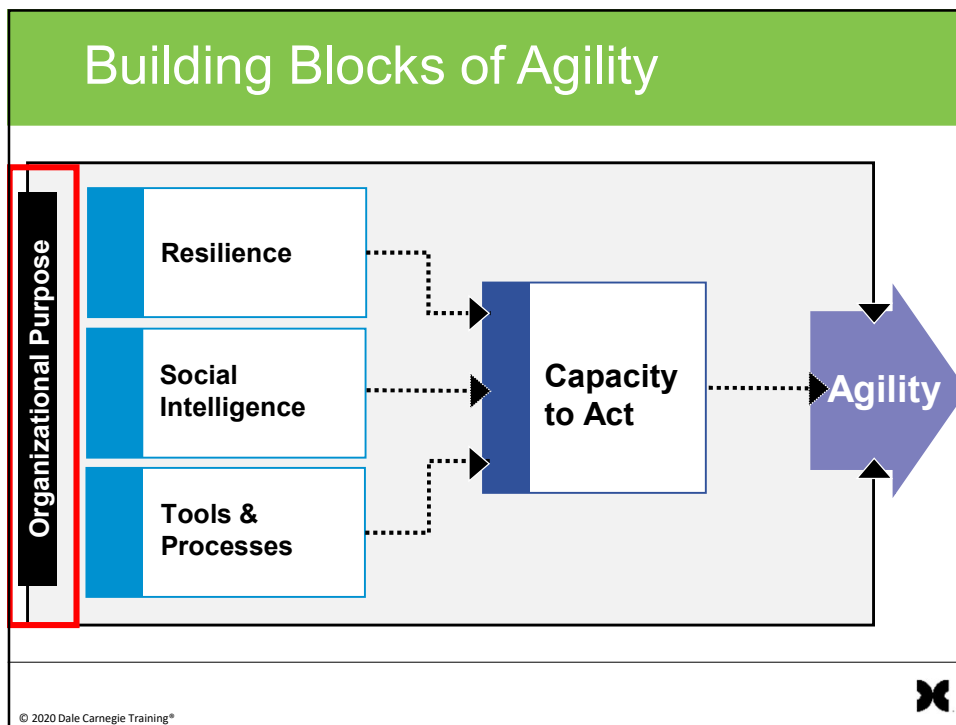 Building Blocks of Agility
Organizational Purpose
Resilience
Social
Intelligence
Tools &
Processes
Capacity
to Act
Agility
© 2020 Dale Carnegie Training®